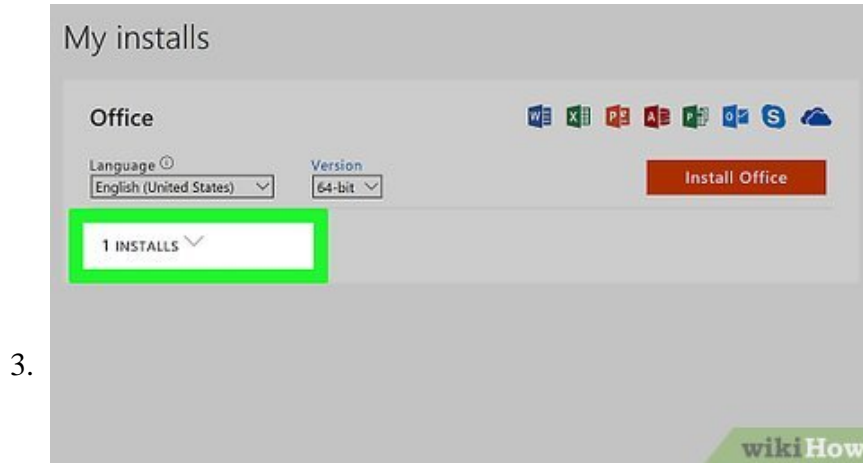 My installs
Office
Language
Version
English (United States)
64-bit
Install Office
1 INSTALLS
3.
wikiHow